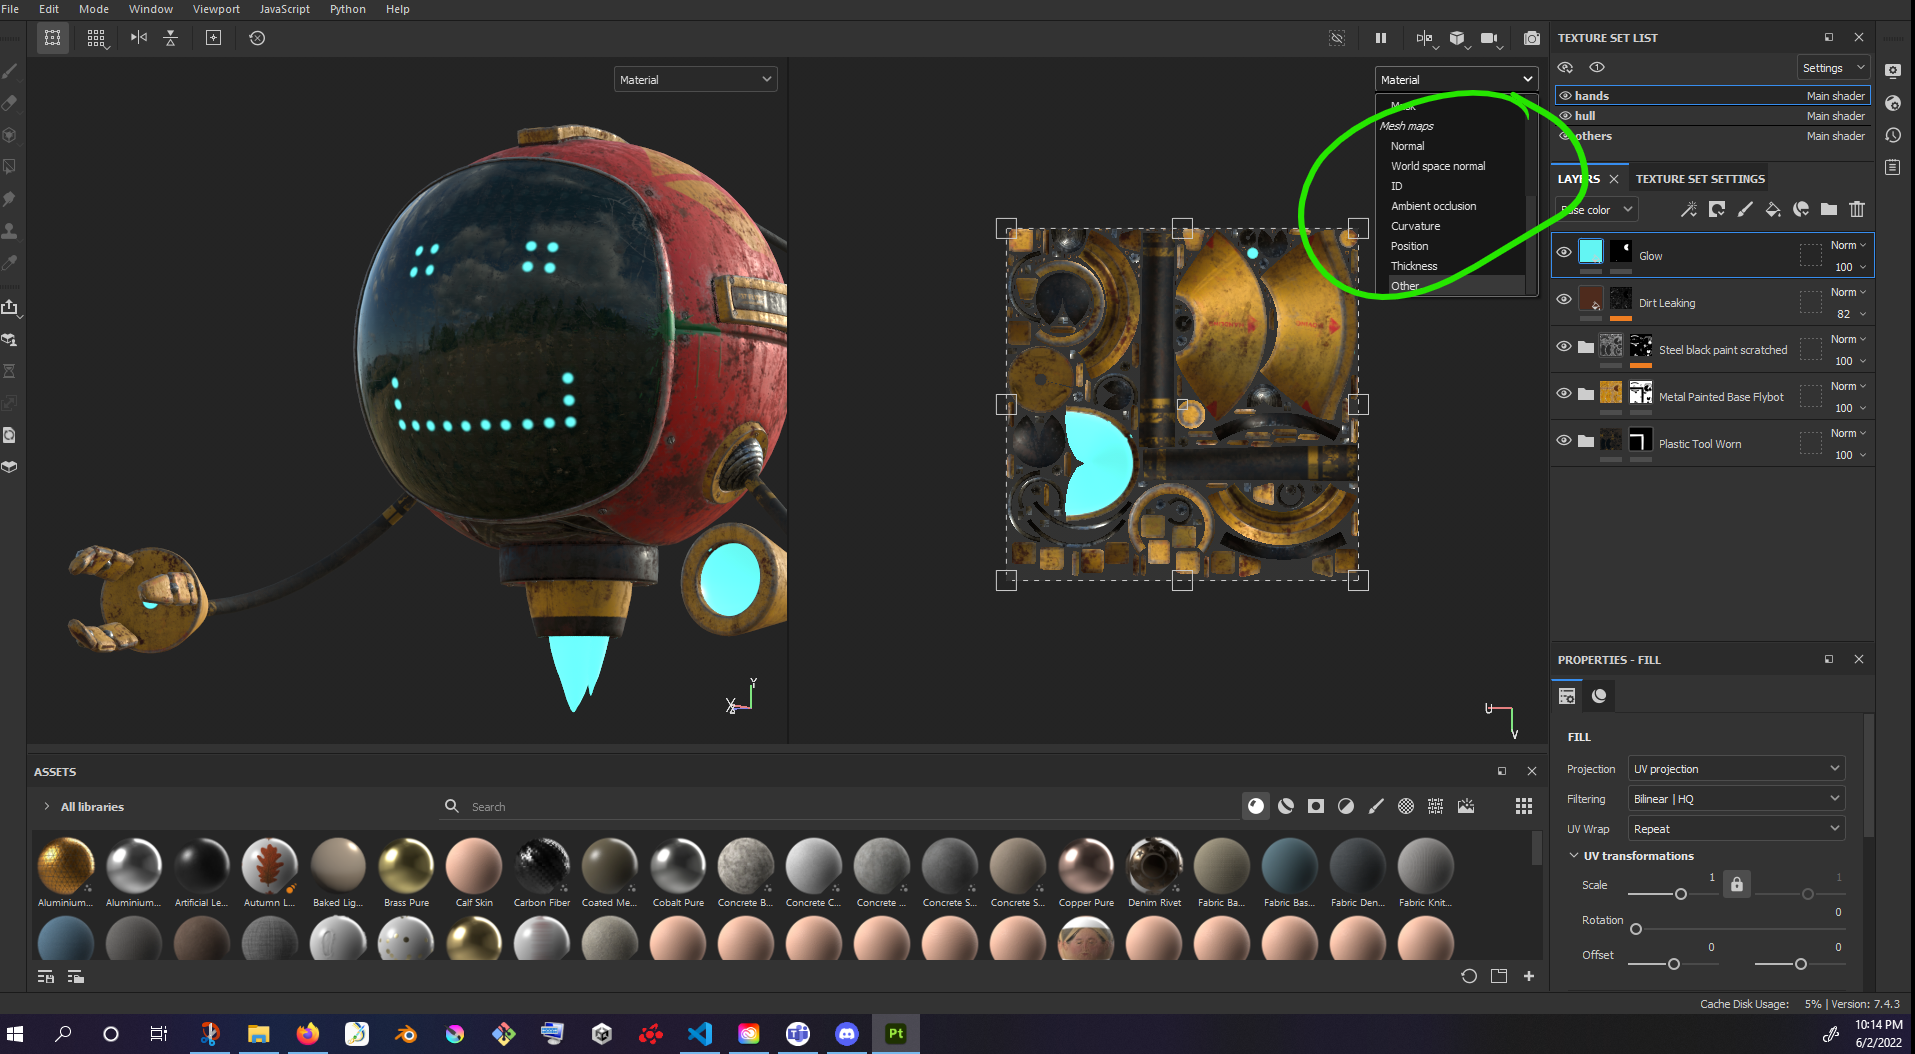 File Edit Mode Window Viewport JavaScript Python Help
Material
Material
Mask
Mesh maps
Normal
World space normal
ID
Ambient occlusion
Curvature
Position
Thickness
Other
X
Y
Z
U
V
TEXTURE SET LIST
Settings
hands Main shader
hull Main shader
others Main shader
LAYERS TEXTURE SET SETTINGS
Base color
Glow Norm
100
Dirt Leaking Norm
82
Steel black paint scratched Norm
100
Metal Painted Base Flybot Norm
100
Plastic Tool Worn Norm
100
PROPERTIES - FILL
FILL
Projection UV projection
Filtering Bilinear | HQ
UV Wrap Repeat
UV transformations
Scale 1 1
Rotation 0
Offset 0 0
ASSETS
All libraries Search
Aluminium... Aluminium... Artificial Le... Autumn L... Baked Lig... Brass Pure Calf Skin Carbon Fiber Coated Me... Cobalt Pure Concrete B... Concrete C... Concrete ... Concrete S... Concrete S... Copper Pure Denim Rivet Fabric Ba... Fabric Bas... Fabric Den... Fabric Knit...
Cache Disk Usage: 5% | Version: 7.4.3
Pt
10:14 PM
6/2/2022